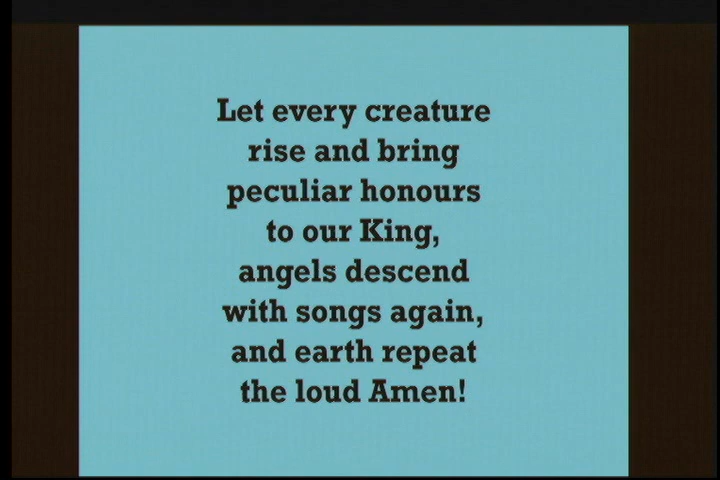 Let every creature
rise and bring
peculiar honours
to our King,
angels descend
with songs again,
and earth repeat
the loud Amen!